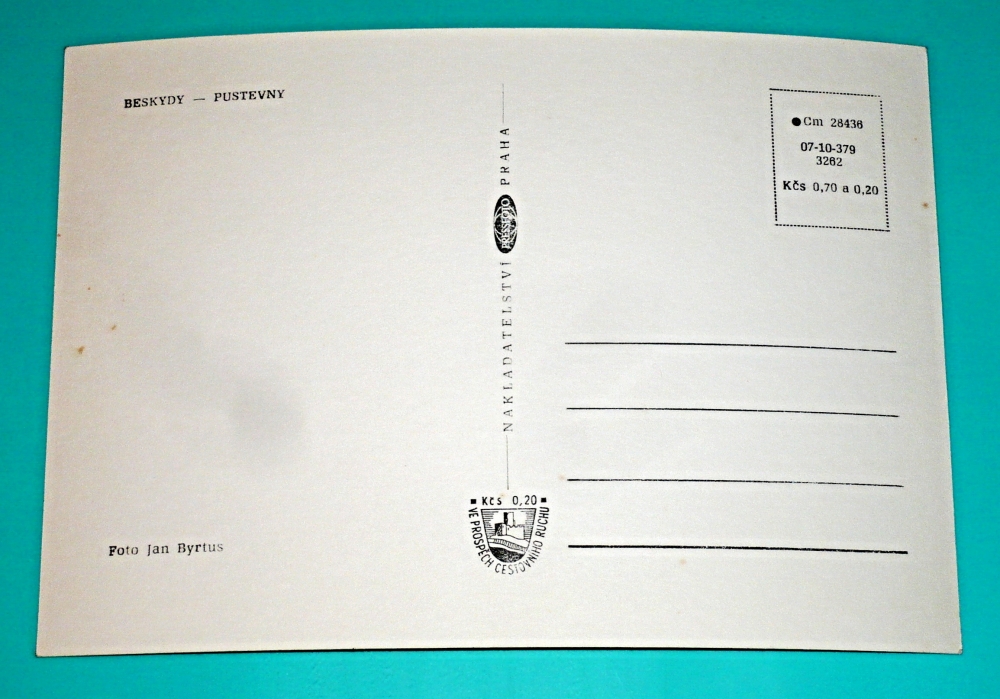 BESKYDY — PUSTEVNY
Foto Jan Byrtus
NAKLADATELSTVÍ PRESSFOTO PRAHA
Kčs 0,20
VE PROSPĚCH CESTOVNÍHO RUCHU
Cm 28436
07-10-379
3262
Kčs 0,70 a 0,20